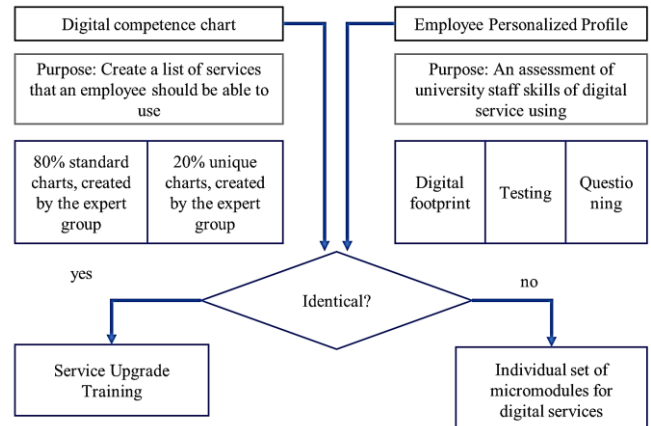 Digital competence chart
Employee Personalized Profile
Purpose: Create a list of services
that an employee should be able to
use
Purpose: An assessment of
university staff skills of digital
service using
80% standard
charts, created
by the expert
group
20% unique
charts, created
by the expert
group
Digital
footprint
Testing
Questio
ning
yes
no
Identical?
Service Upgrade
Training
Individual set of
micromodules for
digital services